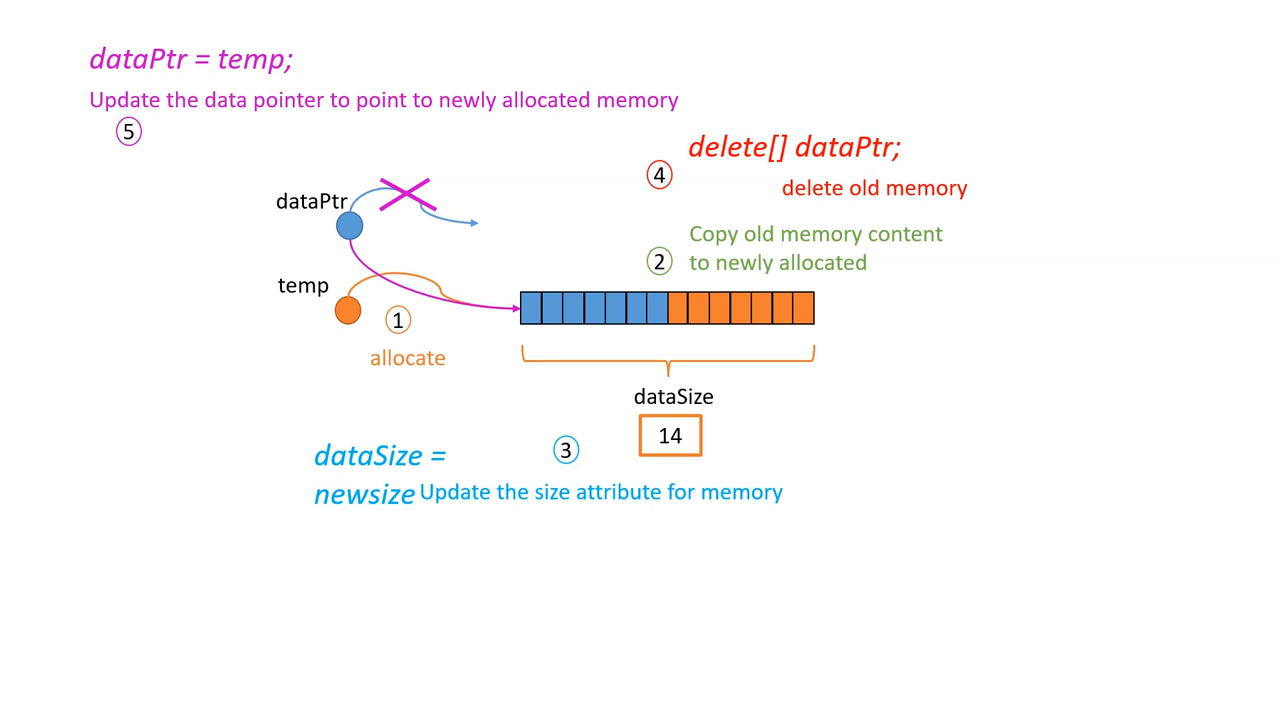 dataPtr = temp;
Update the data pointer to point to newly allocated memory
5
delete[] dataPtr;
4
delete old memory
dataPtr
Copy old memory content
2
to newly allocated
temp
1
allocate
dataSize
14
dataSize =
3
newsize
Update the size attribute for memory